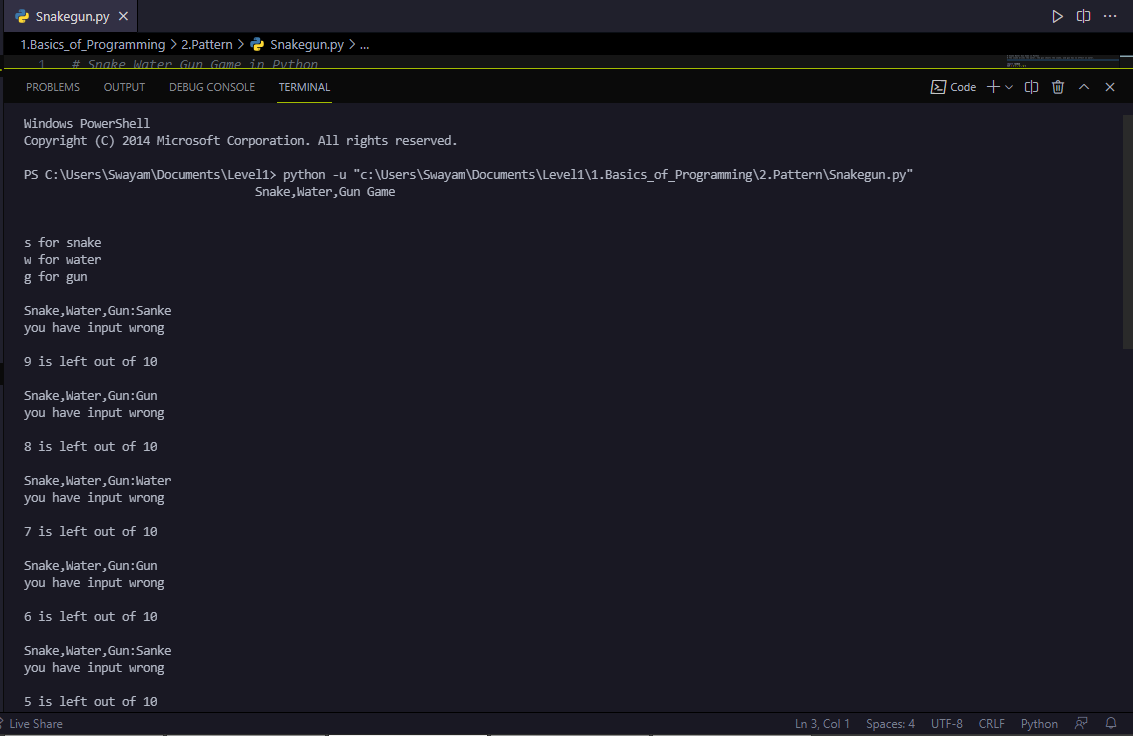 Snakegun.py
1.Basics_of_Programming > 2.Pattern > Snakegun.py > ...
1 # Snake Water Gun Game in Python
PROBLEMS OUTPUT DEBUG CONSOLE TERMINAL Code
Windows PowerShell
Copyright (C) 2014 Microsoft Corporation. All rights reserved.
PS C:\Users\Swayam\Documents\Level1> python -u "c:\Users\Swayam\Documents\Level1\1.Basics_of_Programming\2.Pattern\Snakegun.py"
Snake,Water,Gun Game
s for snake
w for water
g for gun
Snake,Water,Gun:Sanke
you have input wrong
9 is left out of 10
Snake,Water,Gun:Gun
you have input wrong
8 is left out of 10
Snake,Water,Gun:Water
you have input wrong
7 is left out of 10
Snake,Water,Gun:Gun
you have input wrong
6 is left out of 10
Snake,Water,Gun:Sanke
you have input wrong
5 is left out of 10
Live Share Ln 3, Col 1 Spaces: 4 UTF-8 CRLF Python